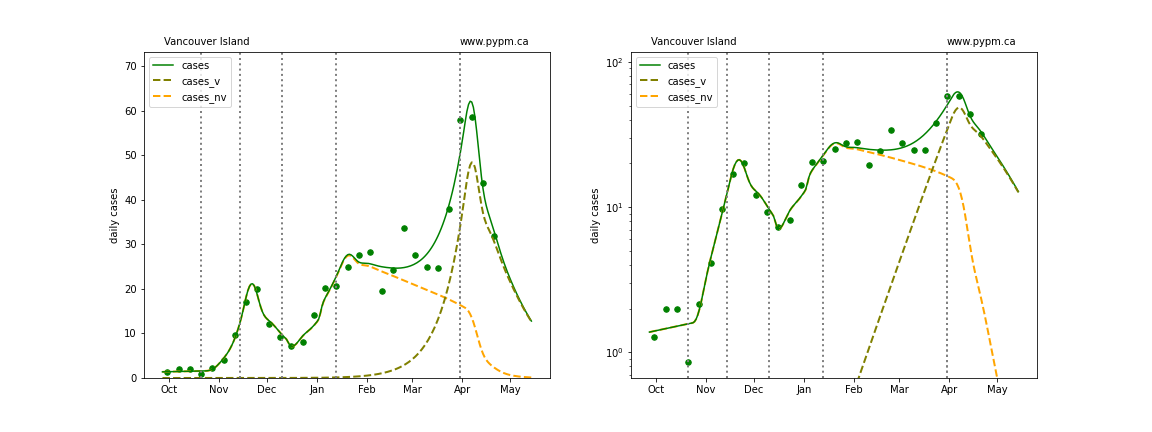 Vancouver Island
www.pypm.ca
70
60
50
40
30
20
10
0
daily cases
cases
cases_v
cases_nv
Oct
Nov
Dec
Jan
Feb
Mar
Apr
May
Vancouver Island
www.pypm.ca
10²
10¹
10⁰
daily cases
cases
cases_v
cases_nv
Oct
Nov
Dec
Jan
Feb
Mar
Apr
May